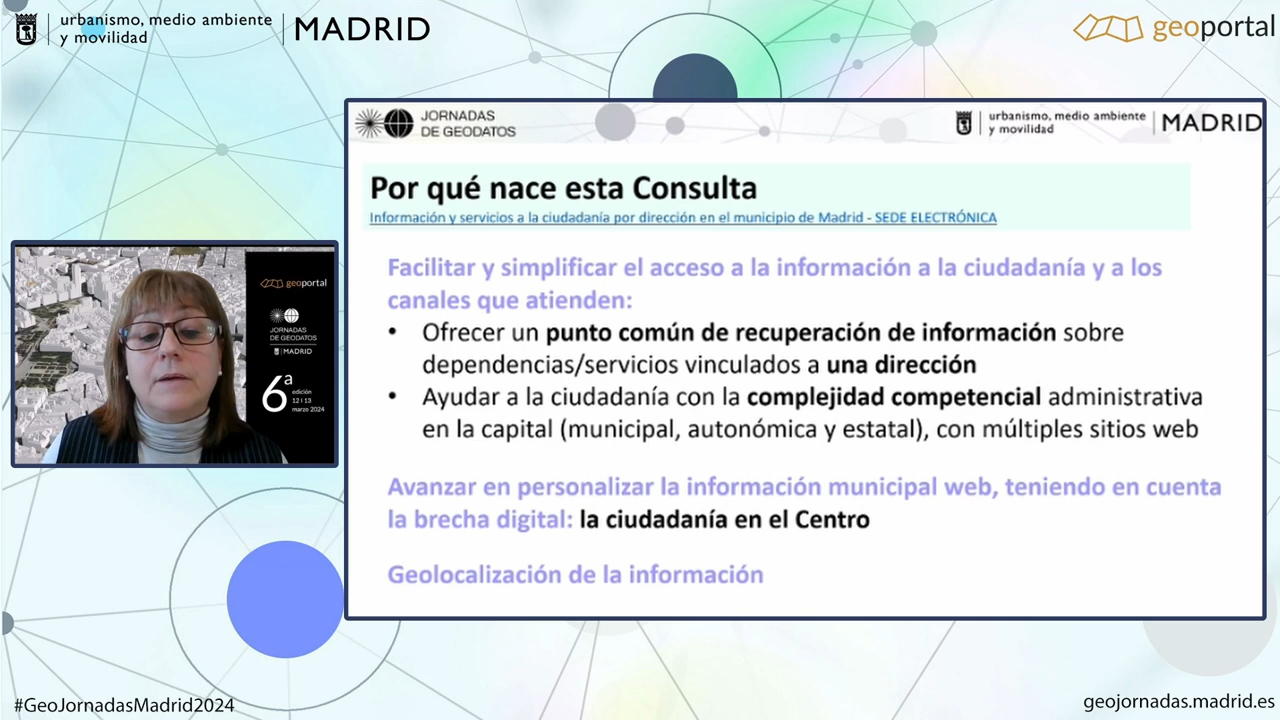 urbanismo, medio ambiente
y movilidad
MADRID
geoportal
JORNADAS
DE GEODATOS
urbanismo, medio ambiente
y movilidad
MADRID
Por qué nace esta Consulta
Información y servicios a la ciudadanía por dirección en el municipio de Madrid - SEDE ELECTRÓNICA
Facilitar y simplificar el acceso a la información a la ciudadanía y a los
canales que atienden:
• Ofrecer un punto común de recuperación de información sobre
dependencias/servicios vinculados a una dirección
• Ayudar a la ciudadanía con la complejidad competencial administrativa
en la capital (municipal, autonómica y estatal), con múltiples sitios web
Avanzar en personalizar la información municipal web, teniendo en cuenta
la brecha digital: la ciudadanía en el Centro
Geolocalización de la información
geoportal
JORNADAS
DE GEODATOS
MADRID
6ª
edición
12 I 13
marzo 2024
#GeoJornadasMadrid2024
geojornadas.madrid.es